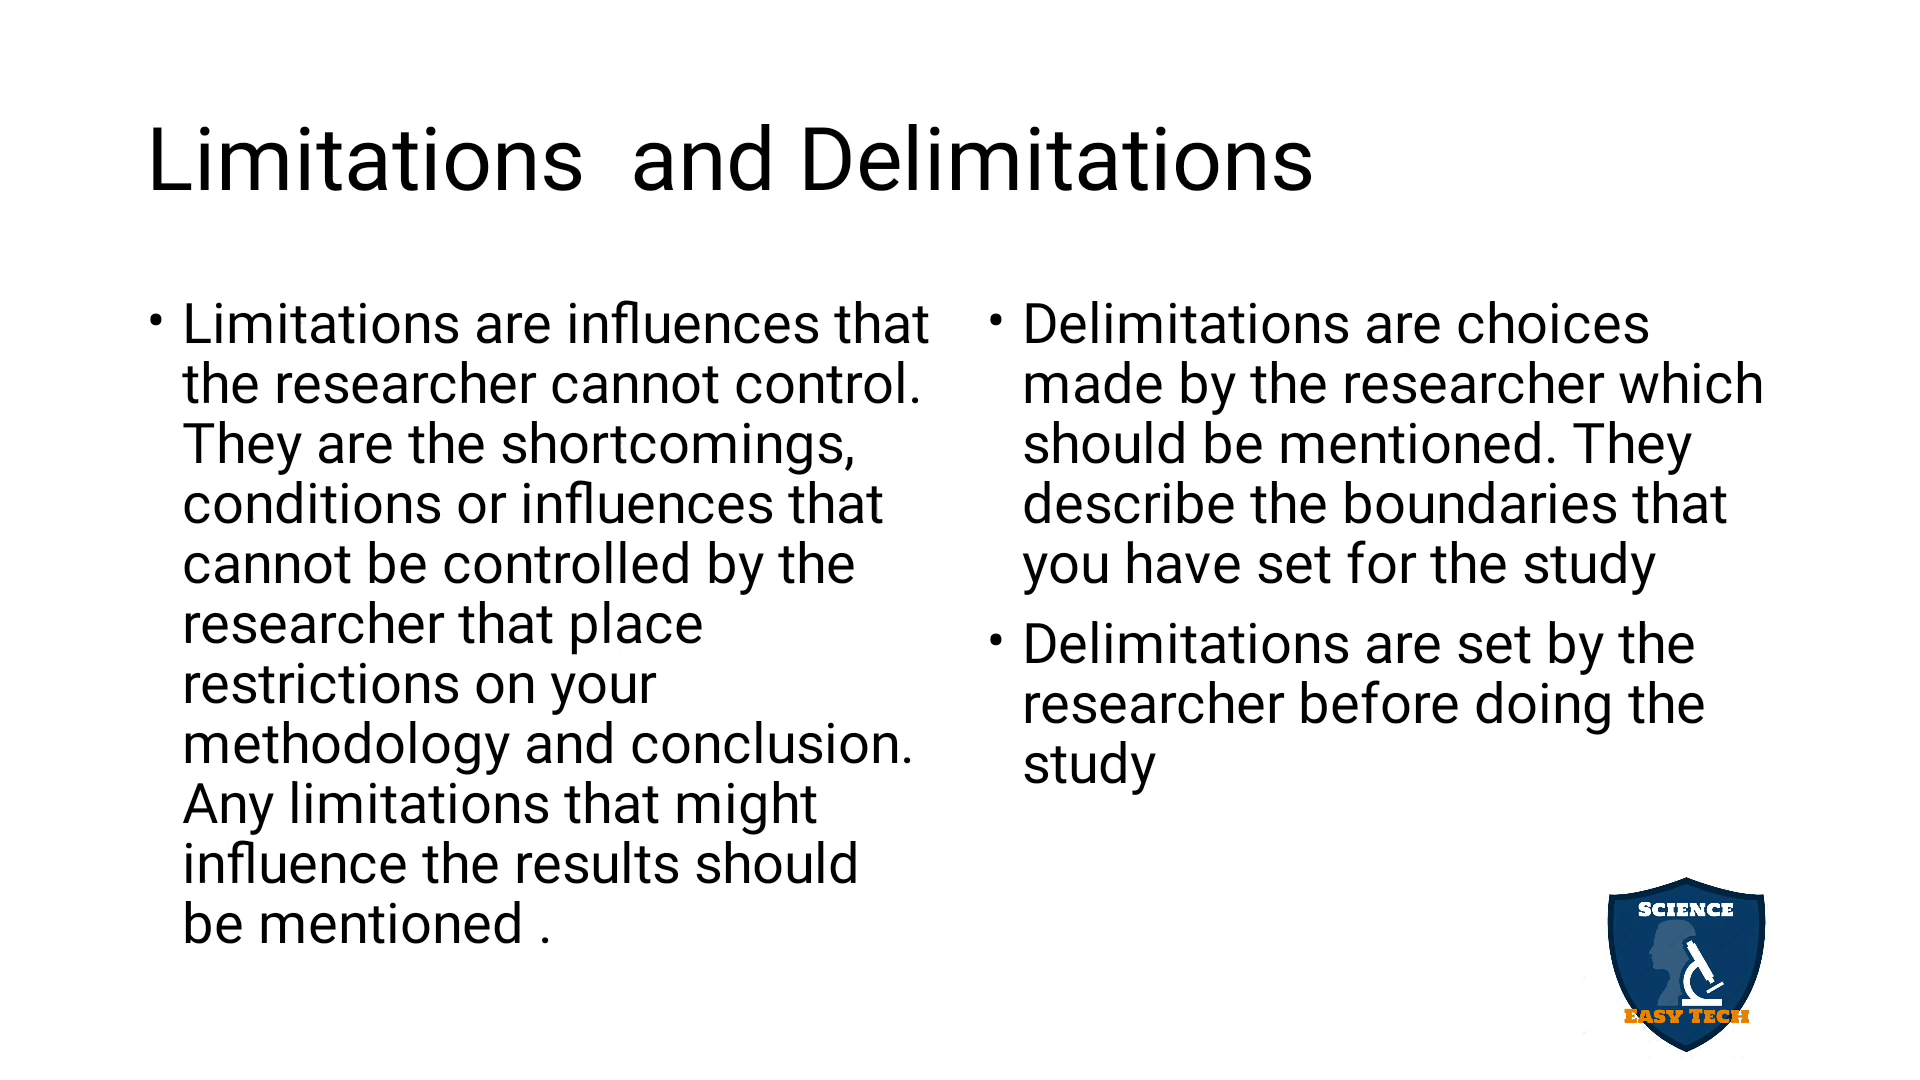 Limitations  and Delimitations
• Limitations are influences that
the researcher cannot control.
They are the shortcomings,
conditions or influences that
cannot be controlled by the
researcher that place
restrictions on your
methodology and conclusion.
Any limitations that might
influence the results should
be mentioned .
• Delimitations are choices
made by the researcher which
should be mentioned. They
describe the boundaries that
you have set for the study
• Delimitations are set by the
researcher before doing the
study
SCIENCE
EASY TECH